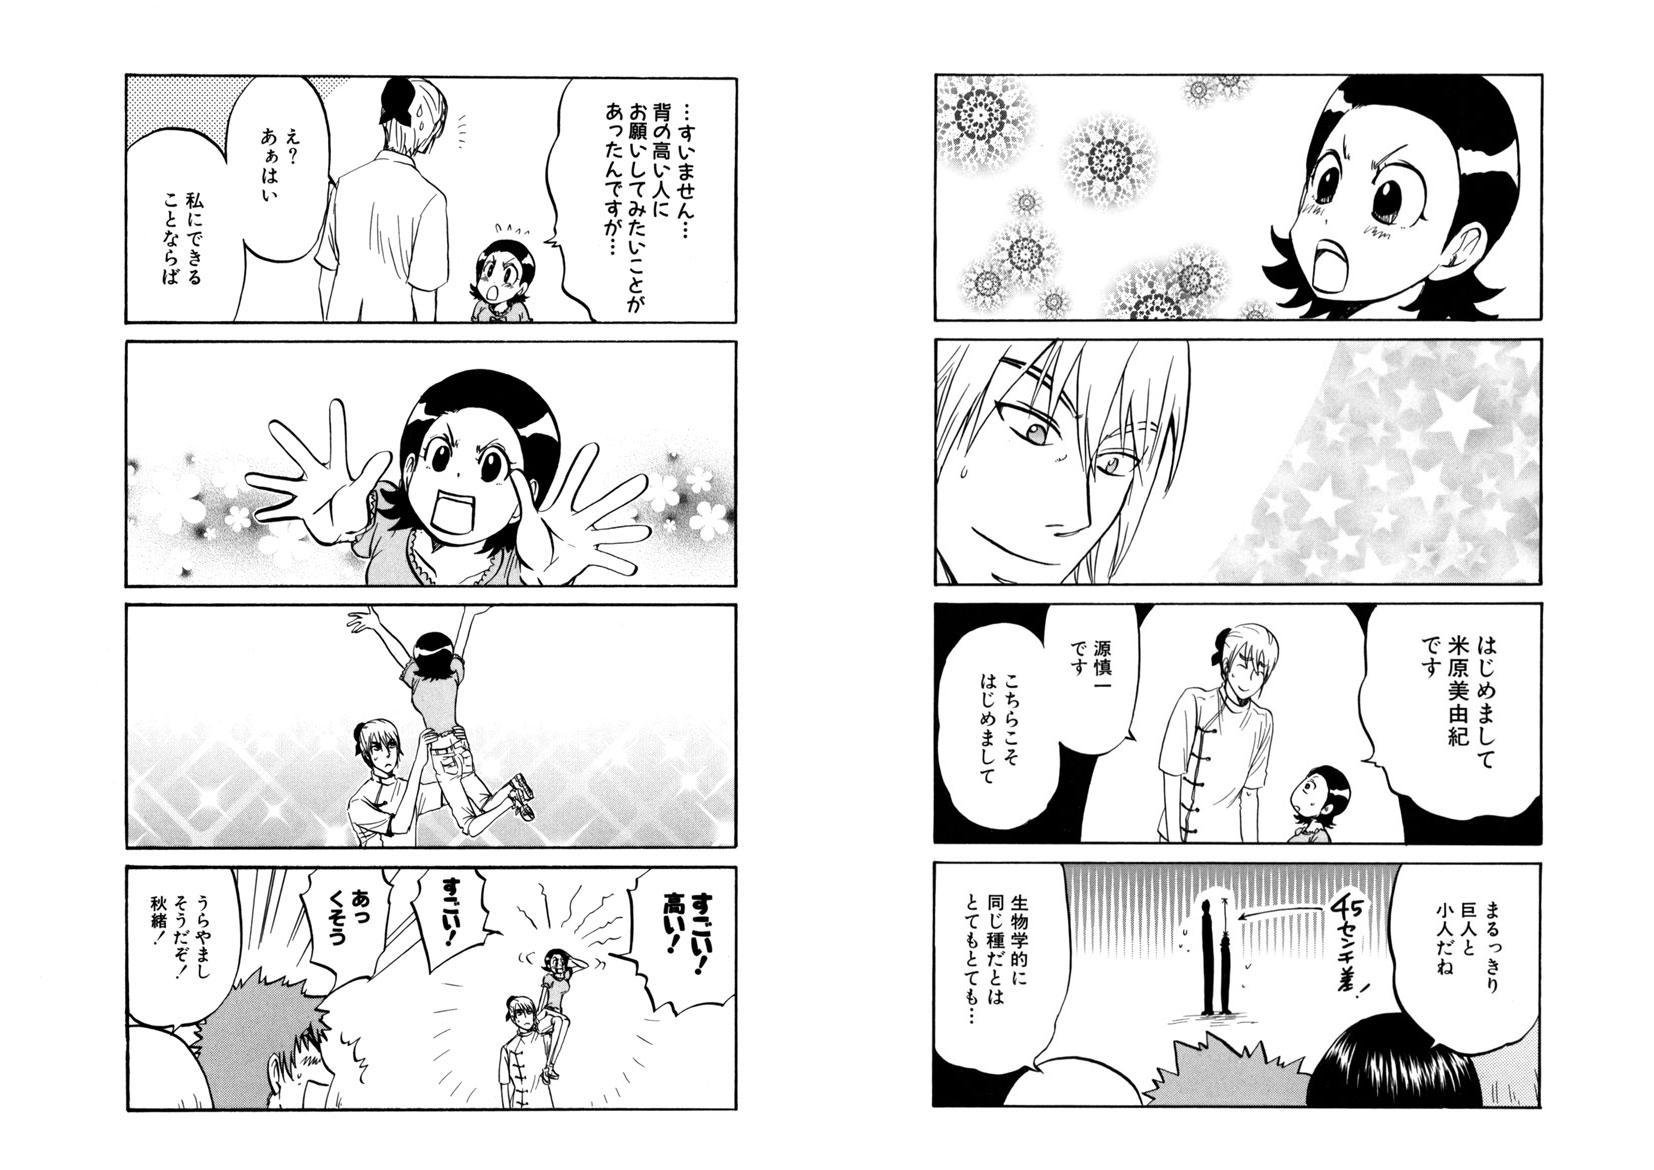 はじめまして
米原美由紀
です
源慎一
です
こちらこそ
はじめまして
まるっきり
巨人と
小人だね
45センチ差!
生物学的に
同じ種だとは
とてもとても…
…すいません…
背の高い人に
お願いしてみたいことが
あったんですが…
え?
あぁはい
私にできる
ことならば
すごい!
高い!
すごい!
あっ
くそう
うらやまし
そうだぞ!
秋緒!